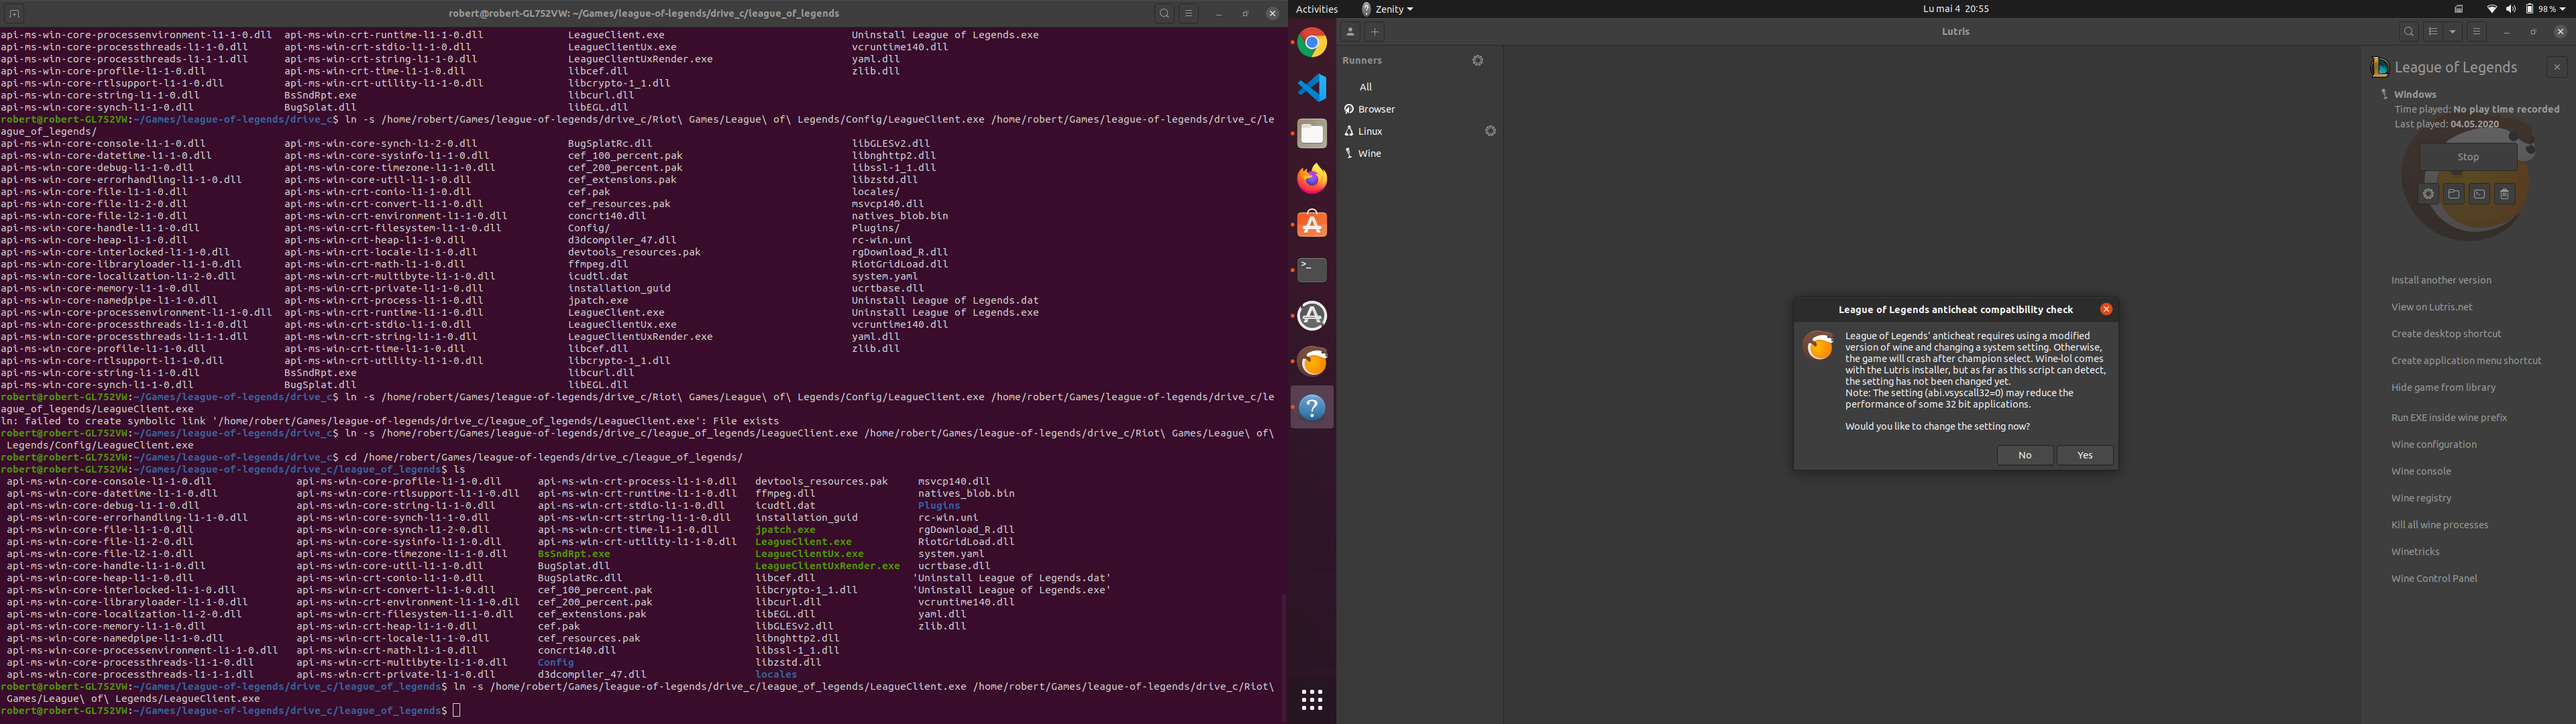 robert@robert-GL752VW: ~/Games/league-of-legends/drive_c/league_of_legends
api-ms-win-core-processenvironment-l1-1-0.dll api-ms-win-crt-runtime-l1-1-0.dll LeagueClient.exe Uninstall League of Legends.exe
api-ms-win-core-processthreads-l1-1-0.dll api-ms-win-crt-stdio-l1-1-0.dll LeagueClientUx.exe vcruntime140.dll
api-ms-win-core-processthreads-l1-1-1.dll api-ms-win-crt-string-l1-1-0.dll LeagueClientUxRender.exe yaml.dll
api-ms-win-core-profile-l1-1-0.dll api-ms-win-crt-time-l1-1-0.dll libcef.dll zlib.dll
api-ms-win-core-rtlsupport-l1-1-0.dll api-ms-win-crt-utility-l1-1-0.dll libcrypto-1_1.dll
api-ms-win-core-string-l1-1-0.dll BsSndRpt.exe libcurl.dll
api-ms-win-core-synch-l1-1-0.dll BugSplat.dll libEGL.dll
robert@robert-GL752VW:~/Games/league-of-legends/drive_c$ ln -s /home/robert/Games/league-of-legends/drive_c/Riot\ Games/League\ of\ Legends/Config/LeagueClient.exe /home/robert/Games/league-of-legends/drive_c/le
ague_of_legends/
api-ms-win-core-console-l1-1-0.dll api-ms-win-core-synch-l1-2-0.dll BugSplatRc.dll libGLESv2.dll
api-ms-win-core-datetime-l1-1-0.dll api-ms-win-core-sysinfo-l1-1-0.dll cef_100_percent.pak libnghttp2.dll
api-ms-win-core-debug-l1-1-0.dll api-ms-win-core-timezone-l1-1-0.dll cef_200_percent.pak libssl-1_1.dll
api-ms-win-core-errorhandling-l1-1-0.dll api-ms-win-core-util-l1-1-0.dll cef_extensions.pak libzstd.dll
api-ms-win-core-file-l1-1-0.dll api-ms-win-crt-conio-l1-1-0.dll cef.pak locales/
api-ms-win-core-file-l1-2-0.dll api-ms-win-crt-convert-l1-1-0.dll cef_resources.pak msvcp140.dll
api-ms-win-core-file-l2-1-0.dll api-ms-win-crt-environment-l1-1-0.dll concrt140.dll natives_blob.bin
api-ms-win-core-handle-l1-1-0.dll api-ms-win-crt-filesystem-l1-1-0.dll Config/ Plugins/
api-ms-win-core-heap-l1-1-0.dll api-ms-win-crt-heap-l1-1-0.dll d3dcompiler_47.dll rc-win.uni
api-ms-win-core-interlocked-l1-1-0.dll api-ms-win-crt-locale-l1-1-0.dll devtools_resources.pak rgDownload_R.dll
api-ms-win-core-libraryloader-l1-1-0.dll api-ms-win-crt-math-l1-1-0.dll ffmpeg.dll RiotGridLoad.dll
api-ms-win-core-localization-l1-2-0.dll api-ms-win-crt-multibyte-l1-1-0.dll icudtl.dat system.yaml
api-ms-win-core-memory-l1-1-0.dll api-ms-win-crt-private-l1-1-0.dll installation_guid ucrtbase.dll
api-ms-win-core-namedpipe-l1-1-0.dll api-ms-win-crt-process-l1-1-0.dll jpatch.exe Uninstall League of Legends.dat
api-ms-win-core-processenvironment-l1-1-0.dll api-ms-win-crt-runtime-l1-1-0.dll LeagueClient.exe Uninstall League of Legends.exe
api-ms-win-core-processthreads-l1-1-0.dll api-ms-win-crt-stdio-l1-1-0.dll LeagueClientUx.exe vcruntime140.dll
api-ms-win-core-processthreads-l1-1-1.dll api-ms-win-crt-string-l1-1-0.dll LeagueClientUxRender.exe yaml.dll
api-ms-win-core-profile-l1-1-0.dll api-ms-win-crt-time-l1-1-0.dll libcef.dll zlib.dll
api-ms-win-core-rtlsupport-l1-1-0.dll api-ms-win-crt-utility-l1-1-0.dll libcrypto-1_1.dll
api-ms-win-core-string-l1-1-0.dll BsSndRpt.exe libcurl.dll
api-ms-win-core-synch-l1-1-0.dll BugSplat.dll libEGL.dll
robert@robert-GL752VW:~/Games/league-of-legends/drive_c$ ln -s /home/robert/Games/league-of-legends/drive_c/Riot\ Games/League\ of\ Legends/Config/LeagueClient.exe /home/robert/Games/league-of-legends/drive_c/le
ague_of_legends/LeagueClient.exe
ln: failed to create symbolic link '/home/robert/Games/league-of-legends/drive_c/league_of_legends/LeagueClient.exe': File exists
robert@robert-GL752VW:~/Games/league-of-legends/drive_c$ ln -s /home/robert/Games/league-of-legends/drive_c/league_of_legends/LeagueClient.exe /home/robert/Games/league-of-legends/drive_c/Riot\ Games/League\ of\
 Legends/Config/LeagueClient.exe
robert@robert-GL752VW:~/Games/league-of-legends/drive_c$ cd /home/robert/Games/league-of-legends/drive_c/league_of_legends/
robert@robert-GL752VW:~/Games/league-of-legends/drive_c/league_of_legends$ ls
api-ms-win-core-console-l1-1-0.dll api-ms-win-core-profile-l1-1-0.dll api-ms-win-crt-process-l1-1-0.dll devtools_resources.pak msvcp140.dll
api-ms-win-core-datetime-l1-1-0.dll api-ms-win-core-rtlsupport-l1-1-0.dll api-ms-win-crt-runtime-l1-1-0.dll ffmpeg.dll natives_blob.bin
api-ms-win-core-debug-l1-1-0.dll api-ms-win-core-string-l1-1-0.dll api-ms-win-crt-stdio-l1-1-0.dll icudtl.dat Plugins
api-ms-win-core-errorhandling-l1-1-0.dll api-ms-win-core-synch-l1-1-0.dll api-ms-win-crt-string-l1-1-0.dll installation_guid rc-win.uni
api-ms-win-core-file-l1-1-0.dll api-ms-win-core-synch-l1-2-0.dll api-ms-win-crt-time-l1-1-0.dll jpatch.exe rgDownload_R.dll
api-ms-win-core-file-l1-2-0.dll api-ms-win-core-sysinfo-l1-1-0.dll api-ms-win-crt-utility-l1-1-0.dll LeagueClient.exe RiotGridLoad.dll
api-ms-win-core-file-l2-1-0.dll api-ms-win-core-timezone-l1-1-0.dll BsSndRpt.exe LeagueClientUx.exe system.yaml
api-ms-win-core-handle-l1-1-0.dll api-ms-win-core-util-l1-1-0.dll BugSplat.dll LeagueClientUxRender.exe ucrtbase.dll
api-ms-win-core-heap-l1-1-0.dll api-ms-win-crt-conio-l1-1-0.dll BugSplatRc.dll libcef.dll 'Uninstall League of Legends.dat'
api-ms-win-core-interlocked-l1-1-0.dll api-ms-win-crt-convert-l1-1-0.dll cef_100_percent.pak libcrypto-1_1.dll 'Uninstall League of Legends.exe'
api-ms-win-core-libraryloader-l1-1-0.dll api-ms-win-crt-environment-l1-1-0.dll cef_200_percent.pak libcurl.dll vcruntime140.dll
api-ms-win-core-localization-l1-2-0.dll api-ms-win-crt-filesystem-l1-1-0.dll cef_extensions.pak libEGL.dll yaml.dll
api-ms-win-core-memory-l1-1-0.dll api-ms-win-crt-heap-l1-1-0.dll cef.pak libGLESv2.dll zlib.dll
api-ms-win-core-namedpipe-l1-1-0.dll api-ms-win-crt-locale-l1-1-0.dll cef_resources.pak libnghttp2.dll
api-ms-win-core-processenvironment-l1-1-0.dll api-ms-win-crt-math-l1-1-0.dll concrt140.dll libssl-1_1.dll
api-ms-win-core-processthreads-l1-1-0.dll api-ms-win-crt-multibyte-l1-1-0.dll Config libzstd.dll
api-ms-win-core-processthreads-l1-1-1.dll api-ms-win-crt-private-l1-1-0.dll d3dcompiler_47.dll locales
robert@robert-GL752VW:~/Games/league-of-legends/drive_c/league_of_legends$ ln -s /home/robert/Games/league-of-legends/drive_c/league_of_legends/LeagueClient.exe /home/robert/Games/league-of-legends/drive_c/Riot\
 Games/League\ of\ Legends/LeagueClient.exe
robert@robert-GL752VW:~/Games/league-of-legends/drive_c/league_of_legends$
Activities Zenity Lu mai 4 20:55 98 %
Lutris
Runners
All
Browser
Linux
Wine
League of Legends anticheat compatibility check
League of Legends' anticheat requires using a modified
version of wine and changing a system setting. Otherwise,
the game will crash after champion select. Wine-lol comes
with the Lutris installer, but as far as this script can detect,
the setting has not been changed yet.
Note: The setting (abi.vsyscall32=0) may reduce the
performance of some 32 bit applications.
Would you like to change the setting now?
No Yes
League of Legends
Windows
Time played: No play time recorded
Last played: 04.05.2020
Stop
Install another version
View on Lutris.net
Create desktop shortcut
Create application menu shortcut
Hide game from library
Run EXE inside wine prefix
Wine configuration
Wine console
Wine registry
Kill all wine processes
Winetricks
Wine Control Panel